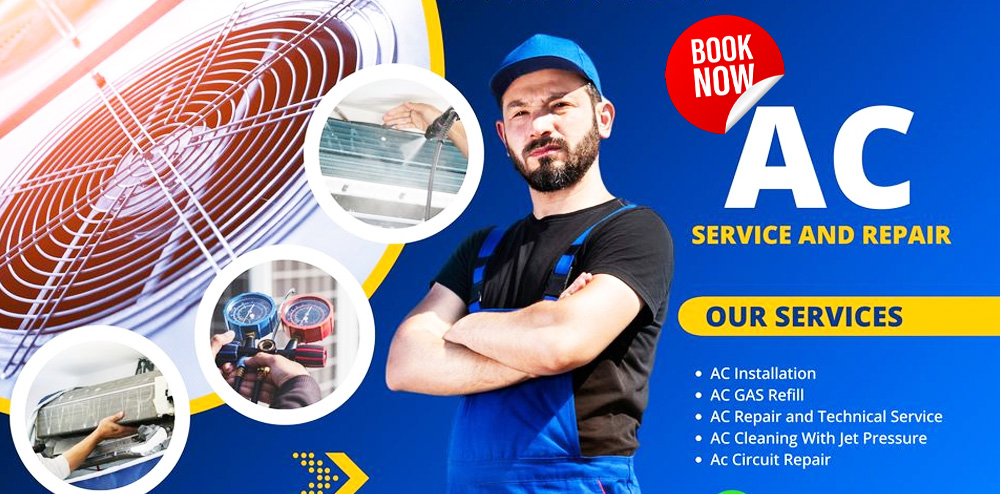 BOOK
NOW
AC
SERVICE AND REPAIR
OUR SERVICES
• AC Installation
• AC GAS Refill
• AC Repair and Technical Service
• AC Cleaning With Jet Pressure
• Ac Circuit Repair